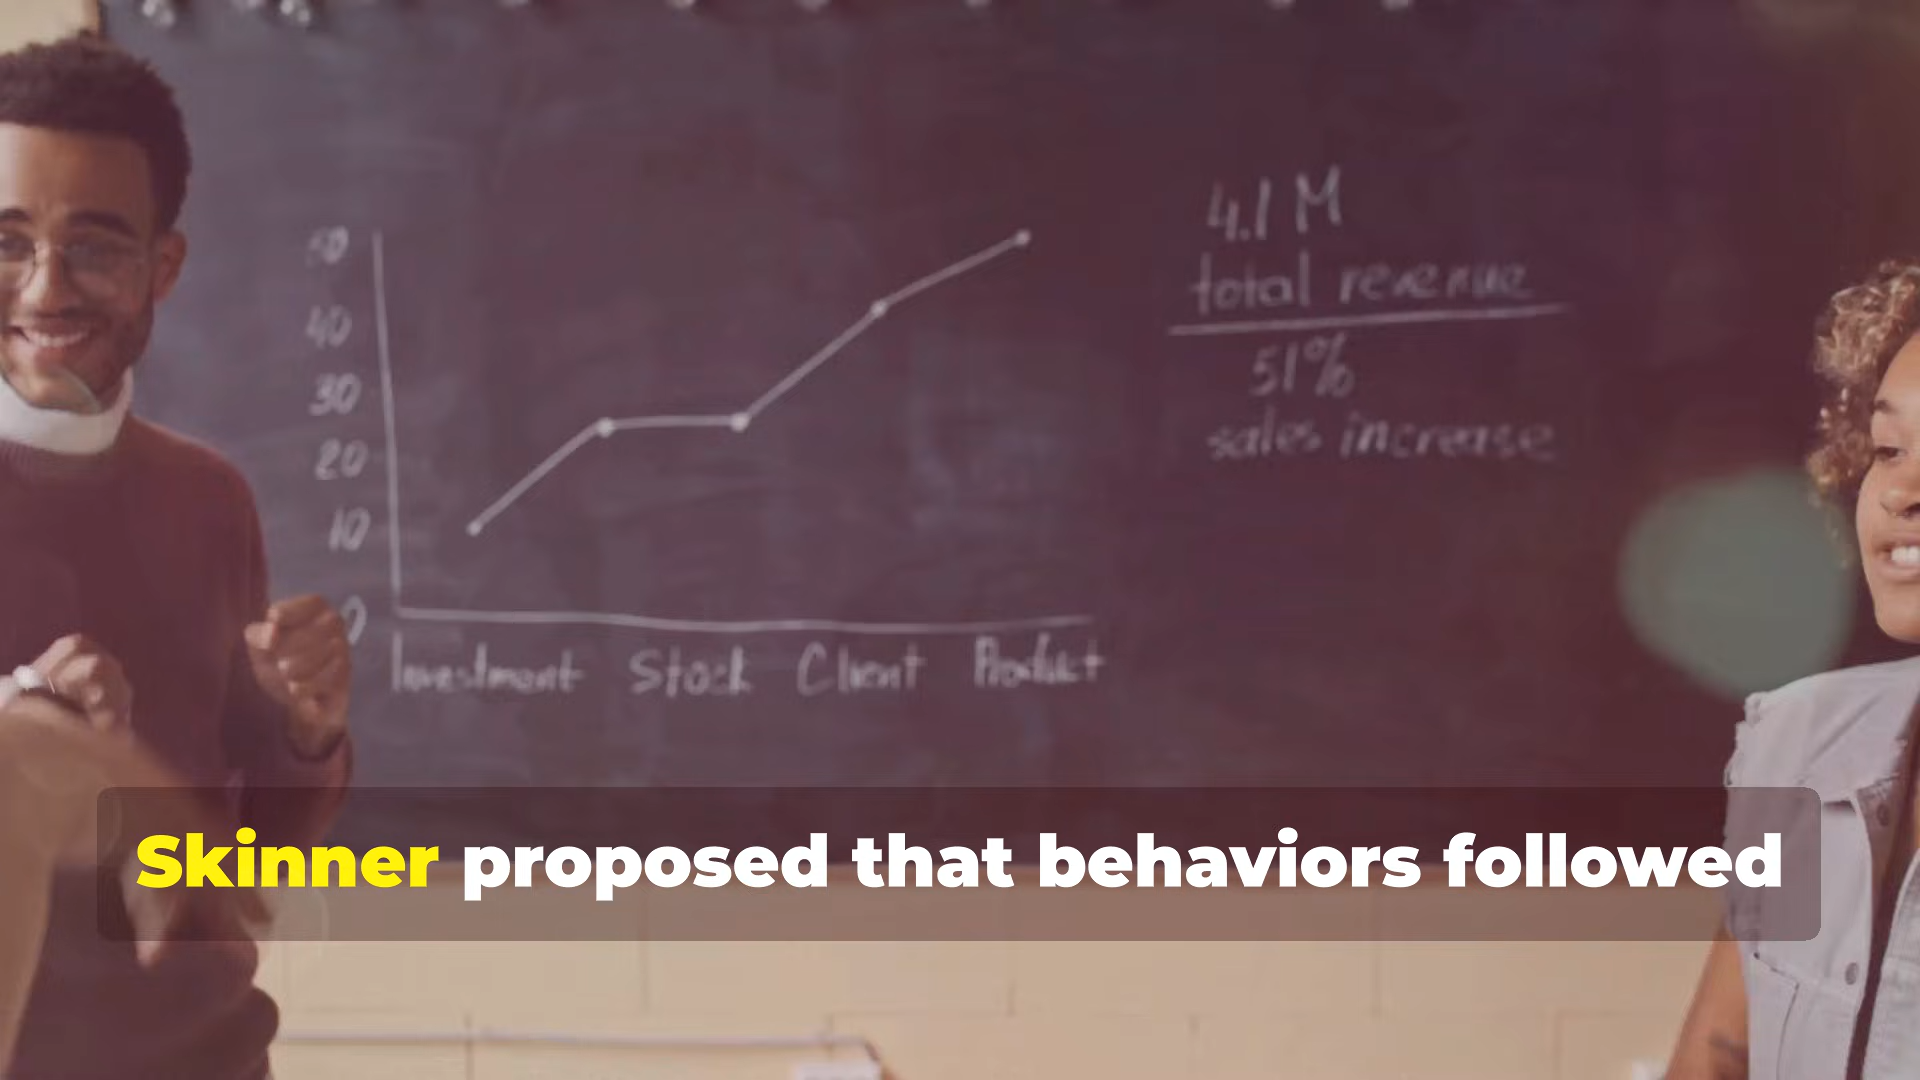 4.1 M
total revenue
51%
sales increase
50
40
30
20
10
0
Investment Stock Client Product
Skinner proposed that behaviors followed